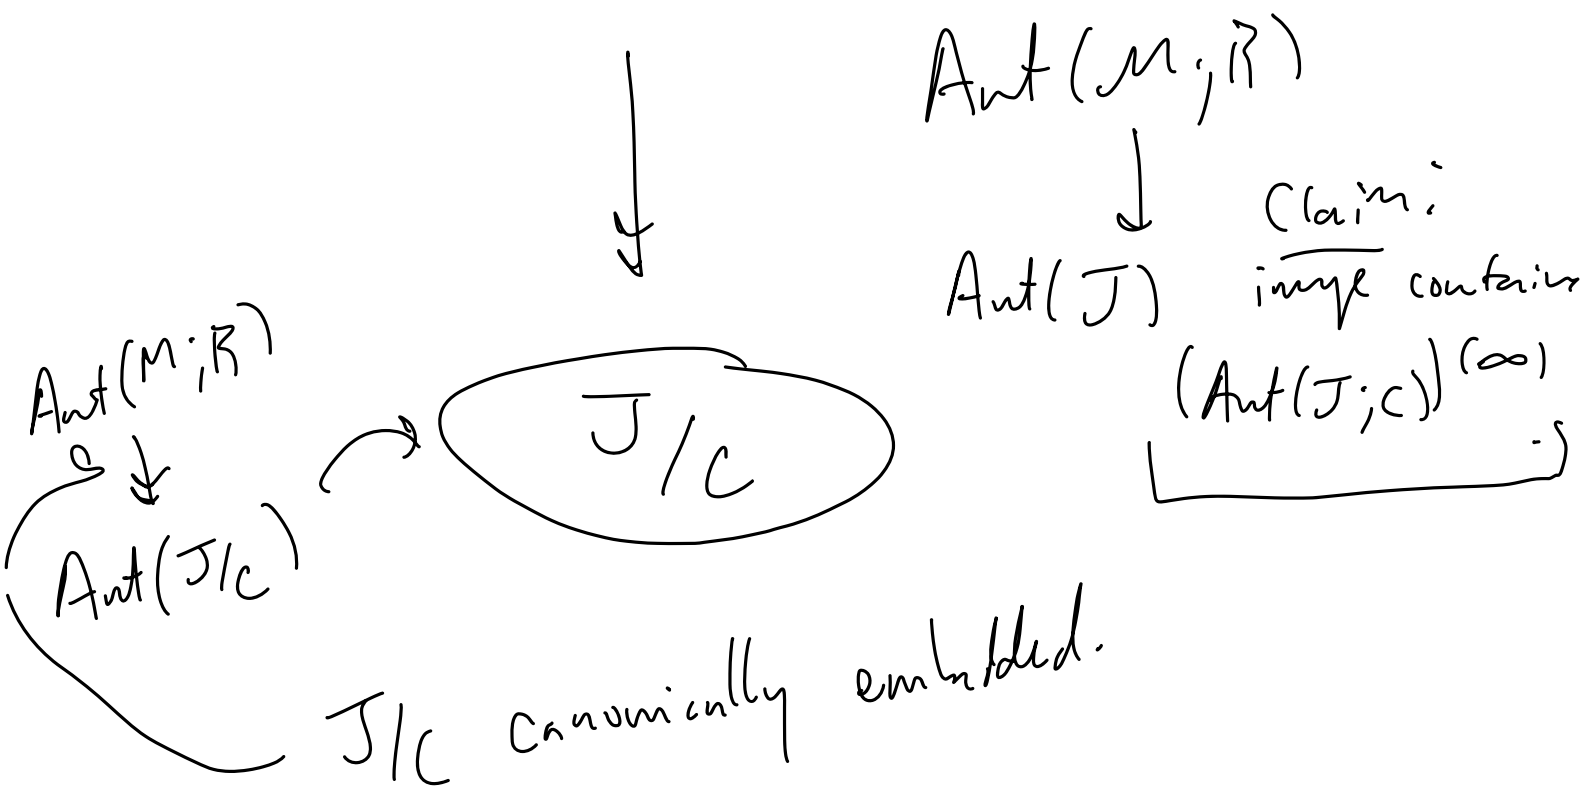 Aut(M;R)
↓
Aut(J)
Claim:
image contains
(Aut(J;C))^(∞).
Aut(M;R)
↓
Aut(J/C)
J/C
J/C canonically embedded.